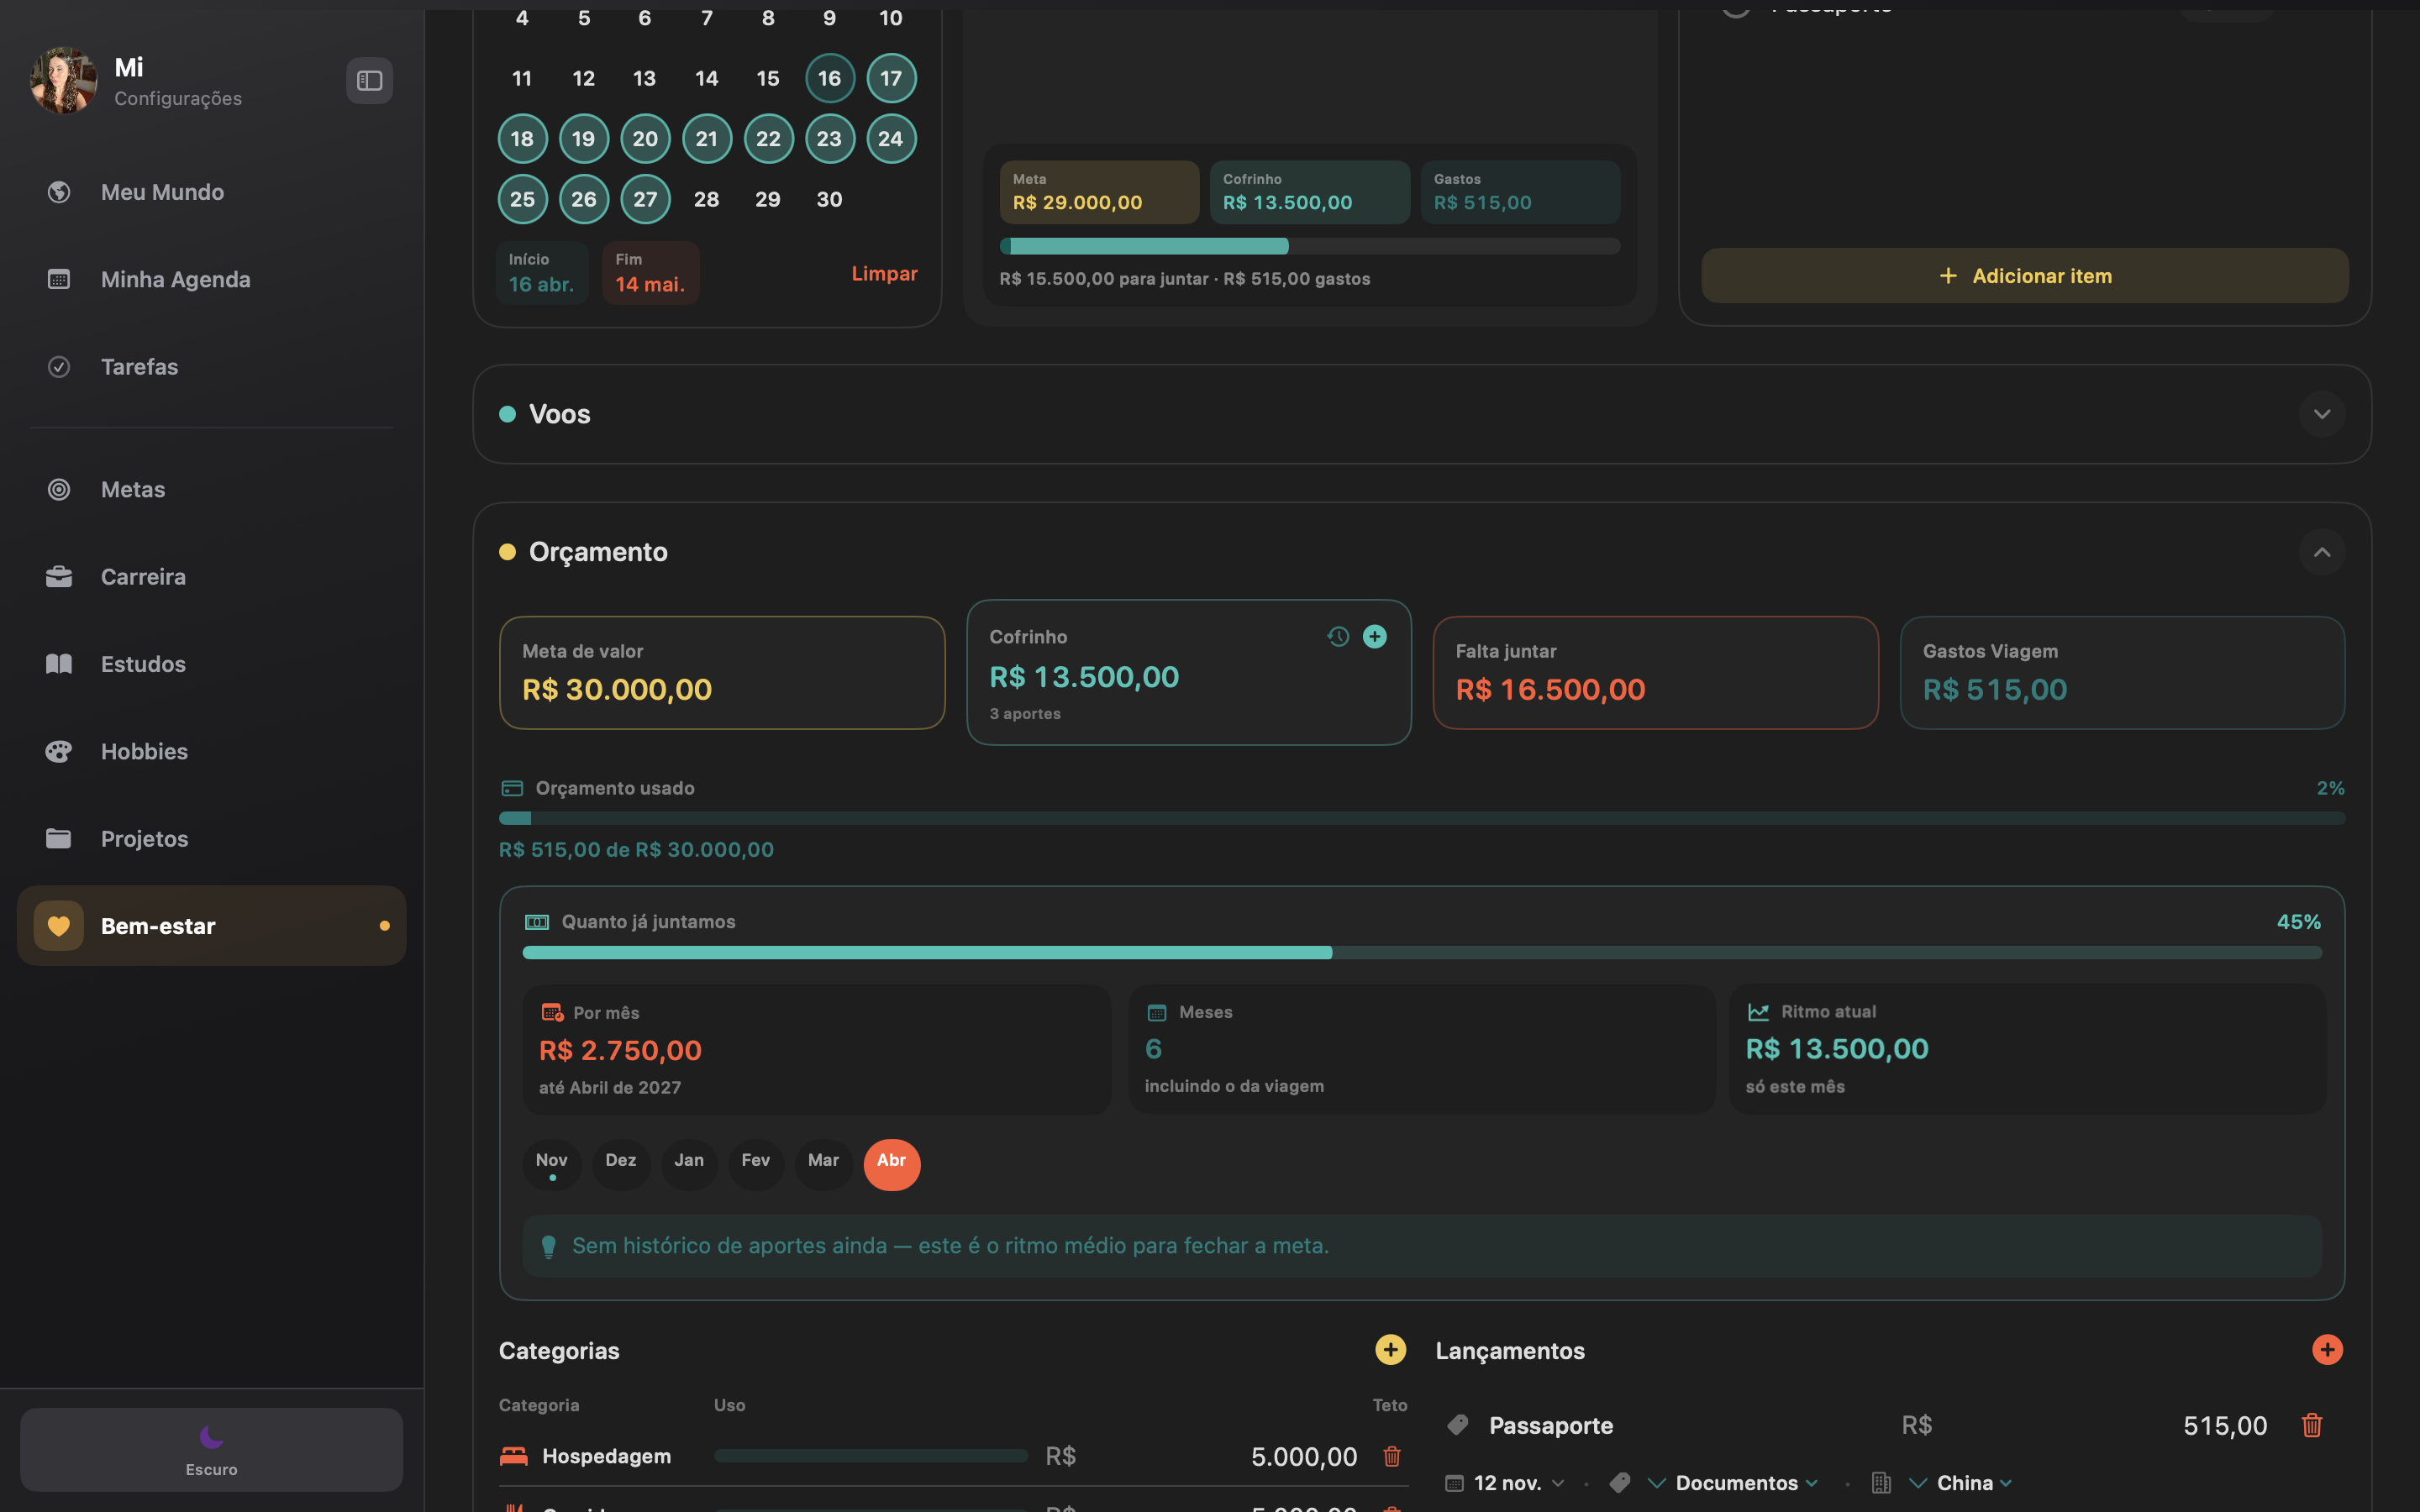 Mi
Configurações
Meu Mundo
Minha Agenda
Tarefas
Metas
Carreira
Estudos
Hobbies
Projetos
Bem-estar
Escuro
4 5 6 7 8 9 10
11 12 13 14 15 16 17
18 19 20 21 22 23 24
25 26 27 28 29 30
Início
16 abr.
Fim
14 mai.
Limpar
Meta
R$ 29.000,00
Cofrinho
R$ 13.500,00
Gastos
R$ 515,00
R$ 15.500,00 para juntar · R$ 515,00 gastos
Passaporte
+ Adicionar item
Voos
Orçamento
Meta de valor
R$ 30.000,00
Cofrinho
R$ 13.500,00
3 aportes
Falta juntar
R$ 16.500,00
Gastos Viagem
R$ 515,00
Orçamento usado
2%
R$ 515,00 de R$ 30.000,00
Quanto já juntamos
45%
Por mês
R$ 2.750,00
até Abril de 2027
Meses
6
incluindo o da viagem
Ritmo atual
R$ 13.500,00
só este mês
Nov Dez Jan Fev Mar Abr
Sem histórico de aportes ainda — este é o ritmo médio para fechar a meta.
Categorias
Categoria Uso Teto
Hospedagem R$ 5.000,00
R$ 5.000,00
Lançamentos
Passaporte R$ 515,00
12 nov. · Documentos · China